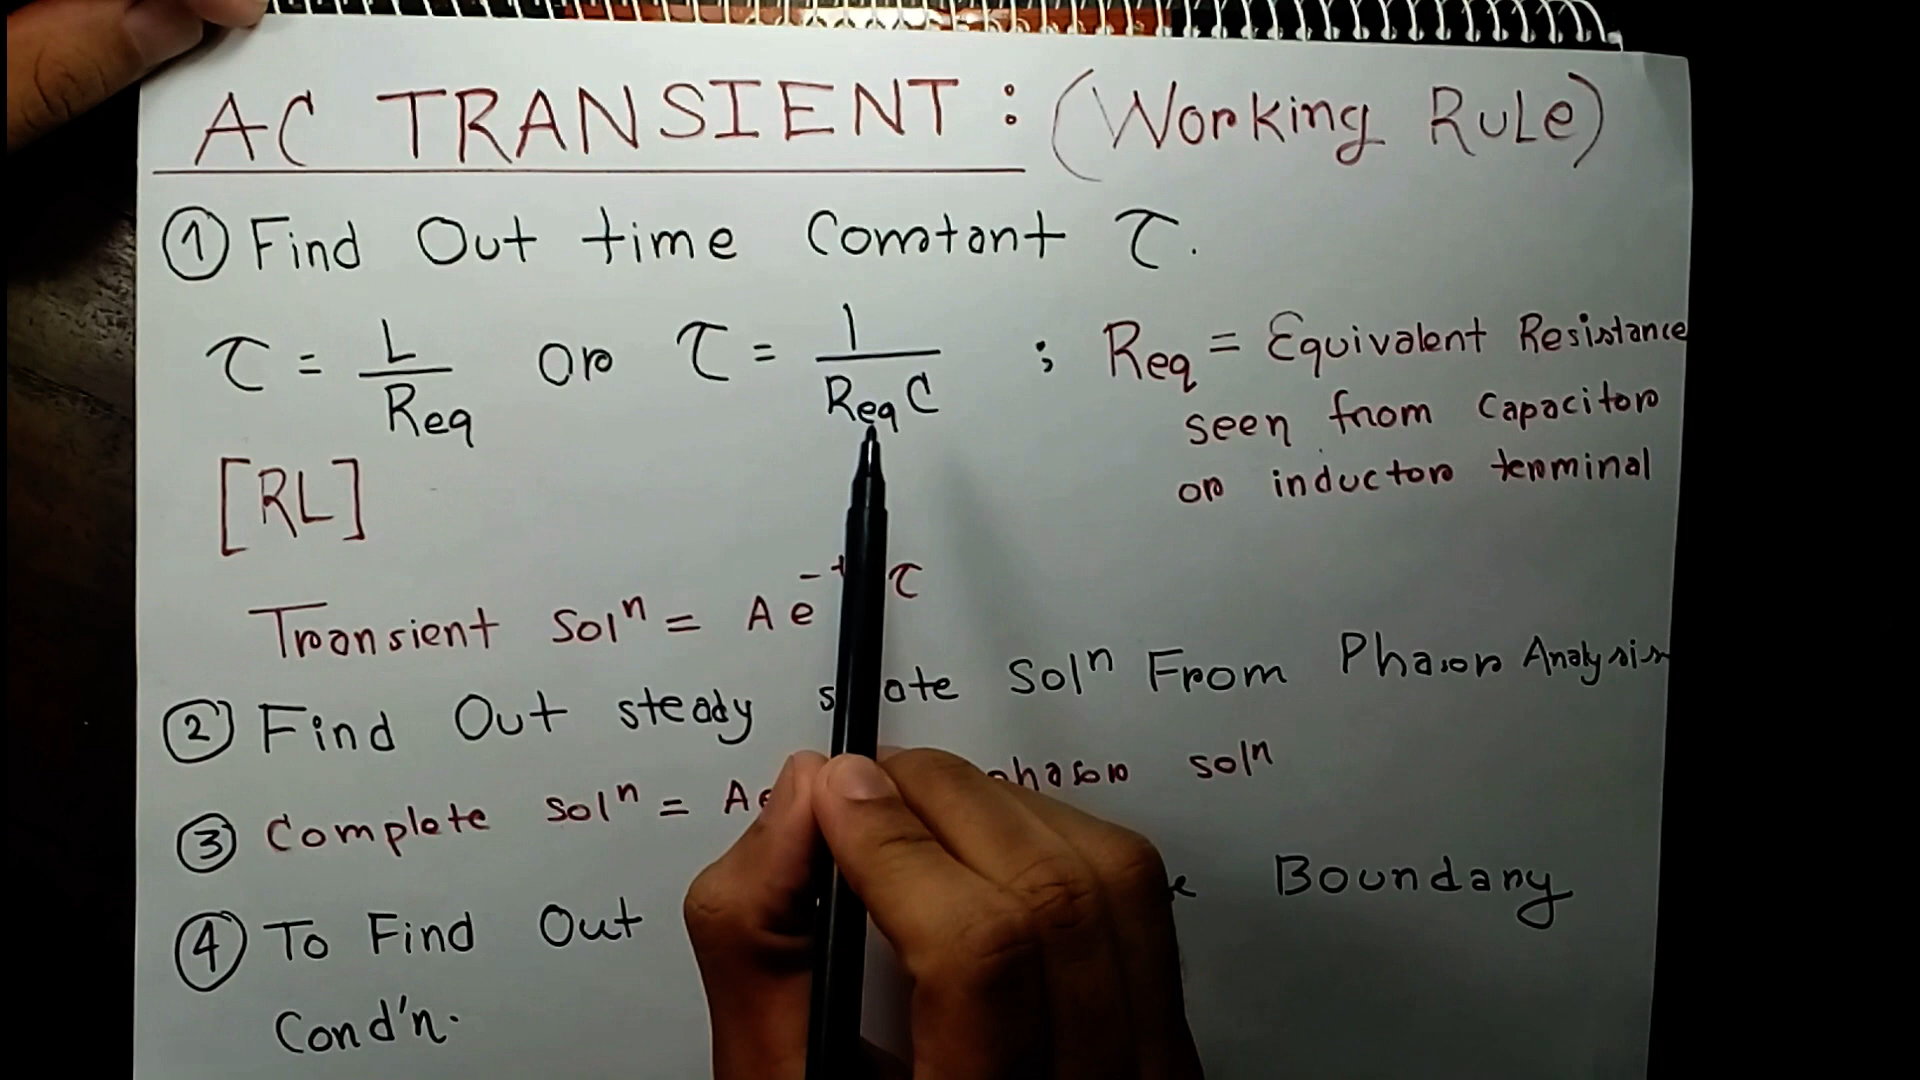 AC TRANSIENT : (Working RuLe)
① Find Out time Constant τ.
τ = L/Req or τ = 1/ReqC ; Req = Equivalent Resistance
seen from capacitor
or inductor terminal
[RL]
Transient Solⁿ = A e^-t τ
② Find Out steady Solⁿ From Phasor Analysis
③ Complete Solⁿ = phasor solⁿ
④ To Find Out Boundary
Cond'n.